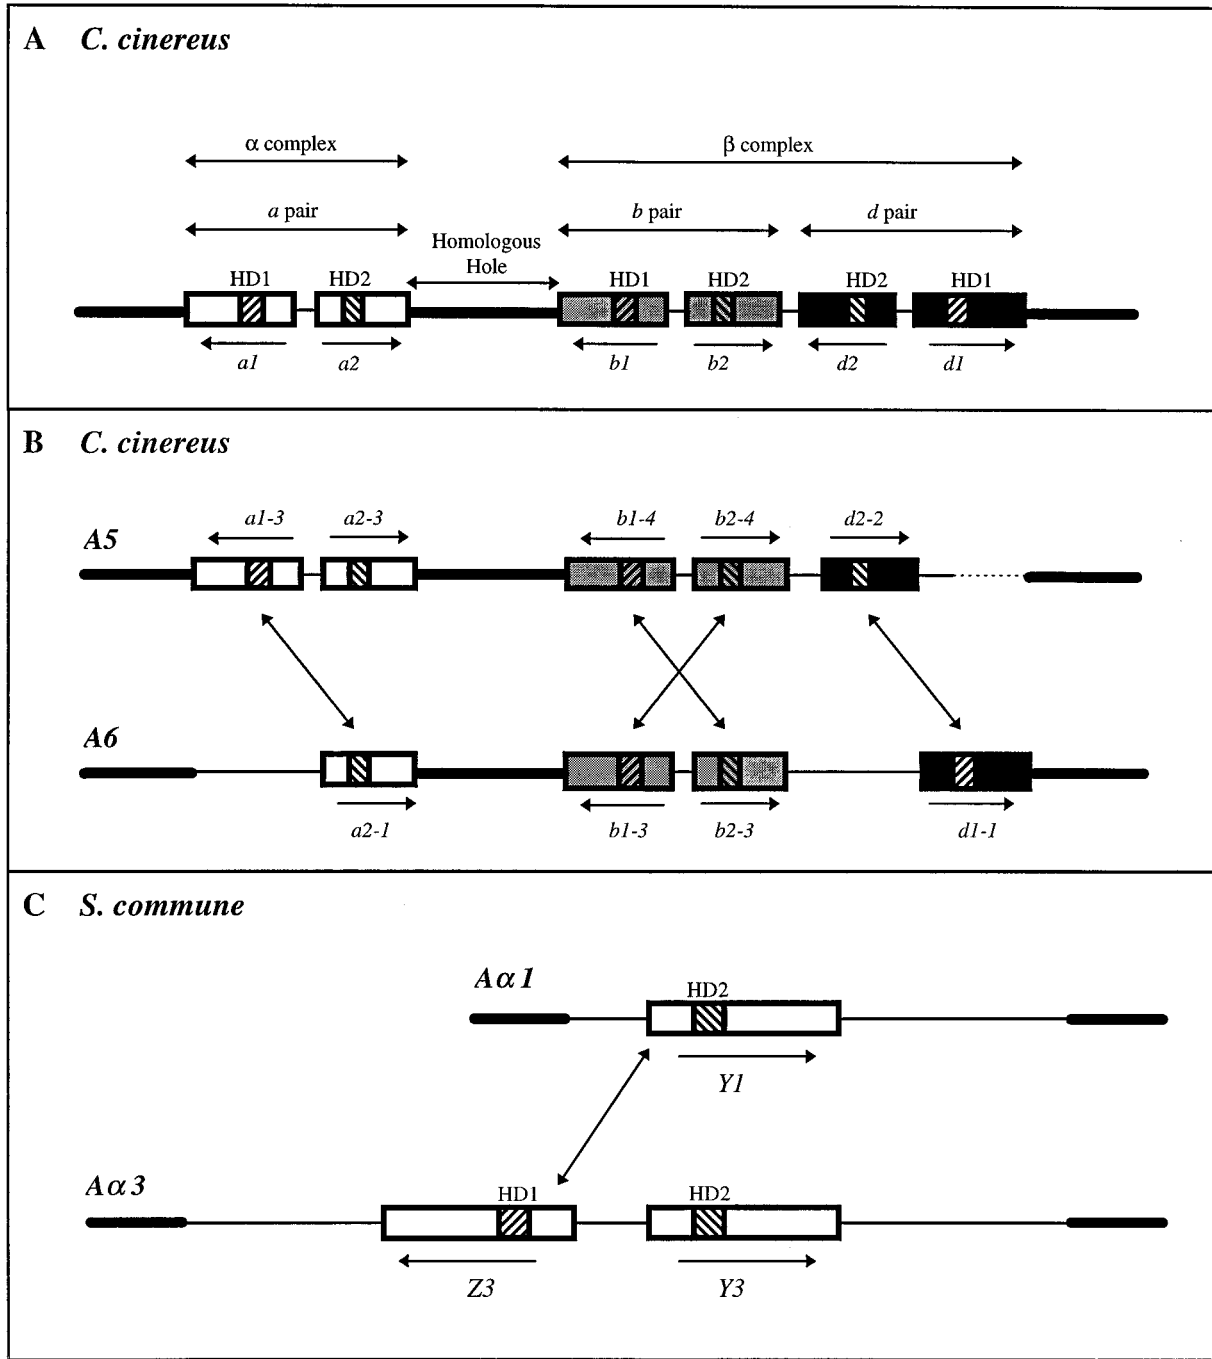 A C. cinereus
α complex β complex
a pair b pair d pair
Homologous
Hole
HD1 HD2 HD1 HD2 HD2 HD1
a1 a2 b1 b2 d2 d1
B C. cinereus
a1-3 a2-3 b1-4 b2-4 d2-2
A5
A6
a2-1 b1-3 b2-3 d1-1
C S. commune
Aα1
HD2
Y1
Aα3
HD1 HD2
Z3 Y3